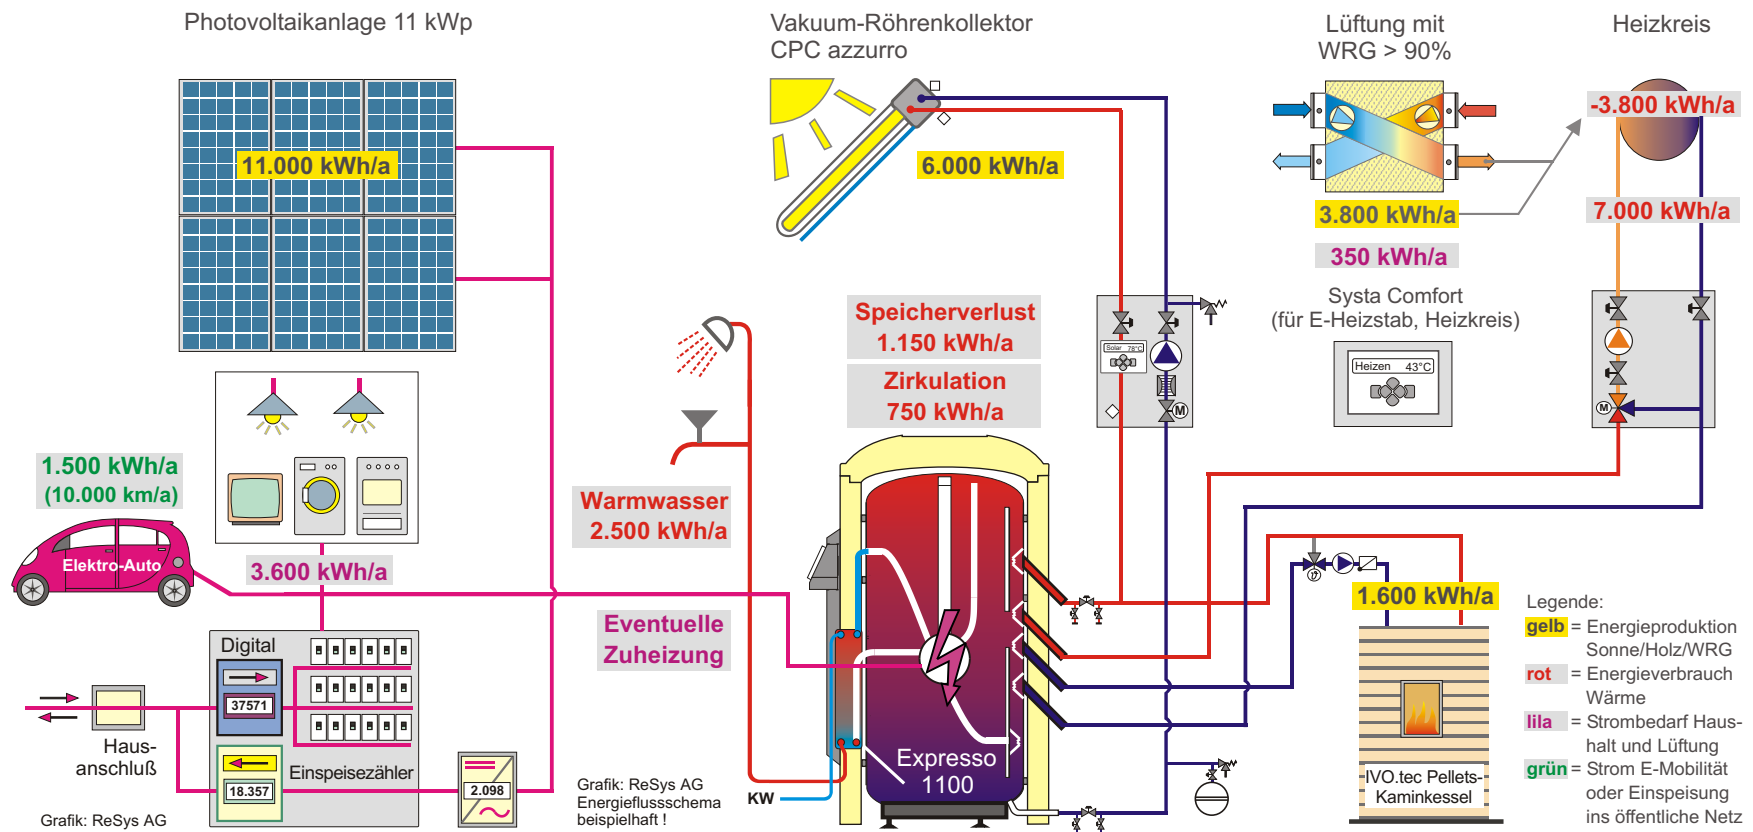 Photovoltaikanlage 11 kWp
11.000 kWh/a
Vakuum-Röhrenkollektor
CPC azzurro
6.000 kWh/a
Lüftung mit
WRG > 90%
3.800 kWh/a
350 kWh/a
Heizkreis
-3.800 kWh/a
7.000 kWh/a
Systa Comfort
(für E-Heizstab, Heizkreis)
Heizen 43°C
M
Speicherverlust
1.150 kWh/a
Zirkulation
750 kWh/a
Solar 78°C
M
1.500 kWh/a
(10.000 km/a)
Elektro-Auto
3.600 kWh/a
Warmwasser
2.500 kWh/a
Eventuelle
Zuheizung
Digital
37571
Haus-
anschluß
Einspeisezähler
18.357
2.098
Grafik: ReSys AG
Grafik: ReSys AG
Energieflussschema
beispielhaft !
KW
Expresso
1100
1.600 kWh/a
IVO.tec Pellets-
Kaminkessel
Legende:
gelb = Energieproduktion
Sonne/Holz/WRG
rot = Energieverbrauch
Wärme
lila = Strombedarf Haus-
halt und Lüftung
grün = Strom E-Mobilität
oder Einspeisung
ins öffentliche Netz